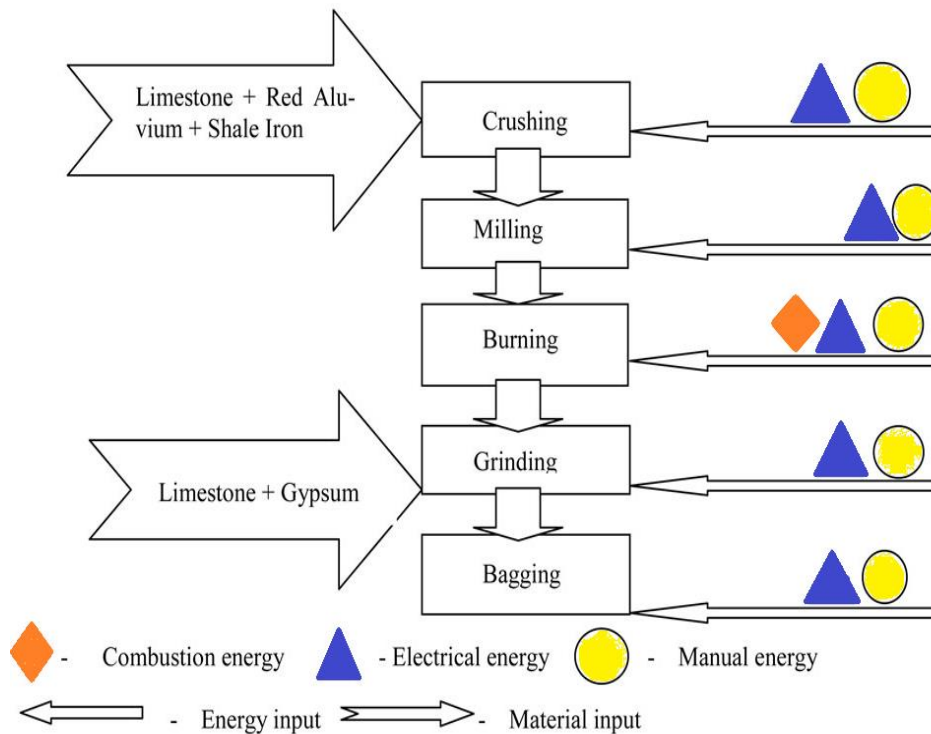 Limestone + Red Alu-
vium + Shale Iron
Crushing
Milling
Burning
Grinding
Limestone + Gypsum
Bagging
- Combustion energy
- Electrical energy
- Manual energy
- Energy input
- Material input